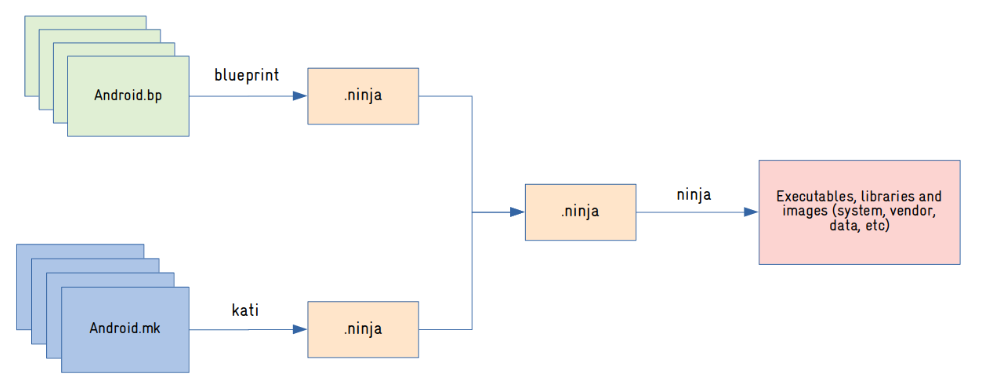 Android.bp
blueprint
.ninja
.ninja
ninja
Executables, libraries and
images (system, vendor,
data, etc)
Android.mk
kati
.ninja